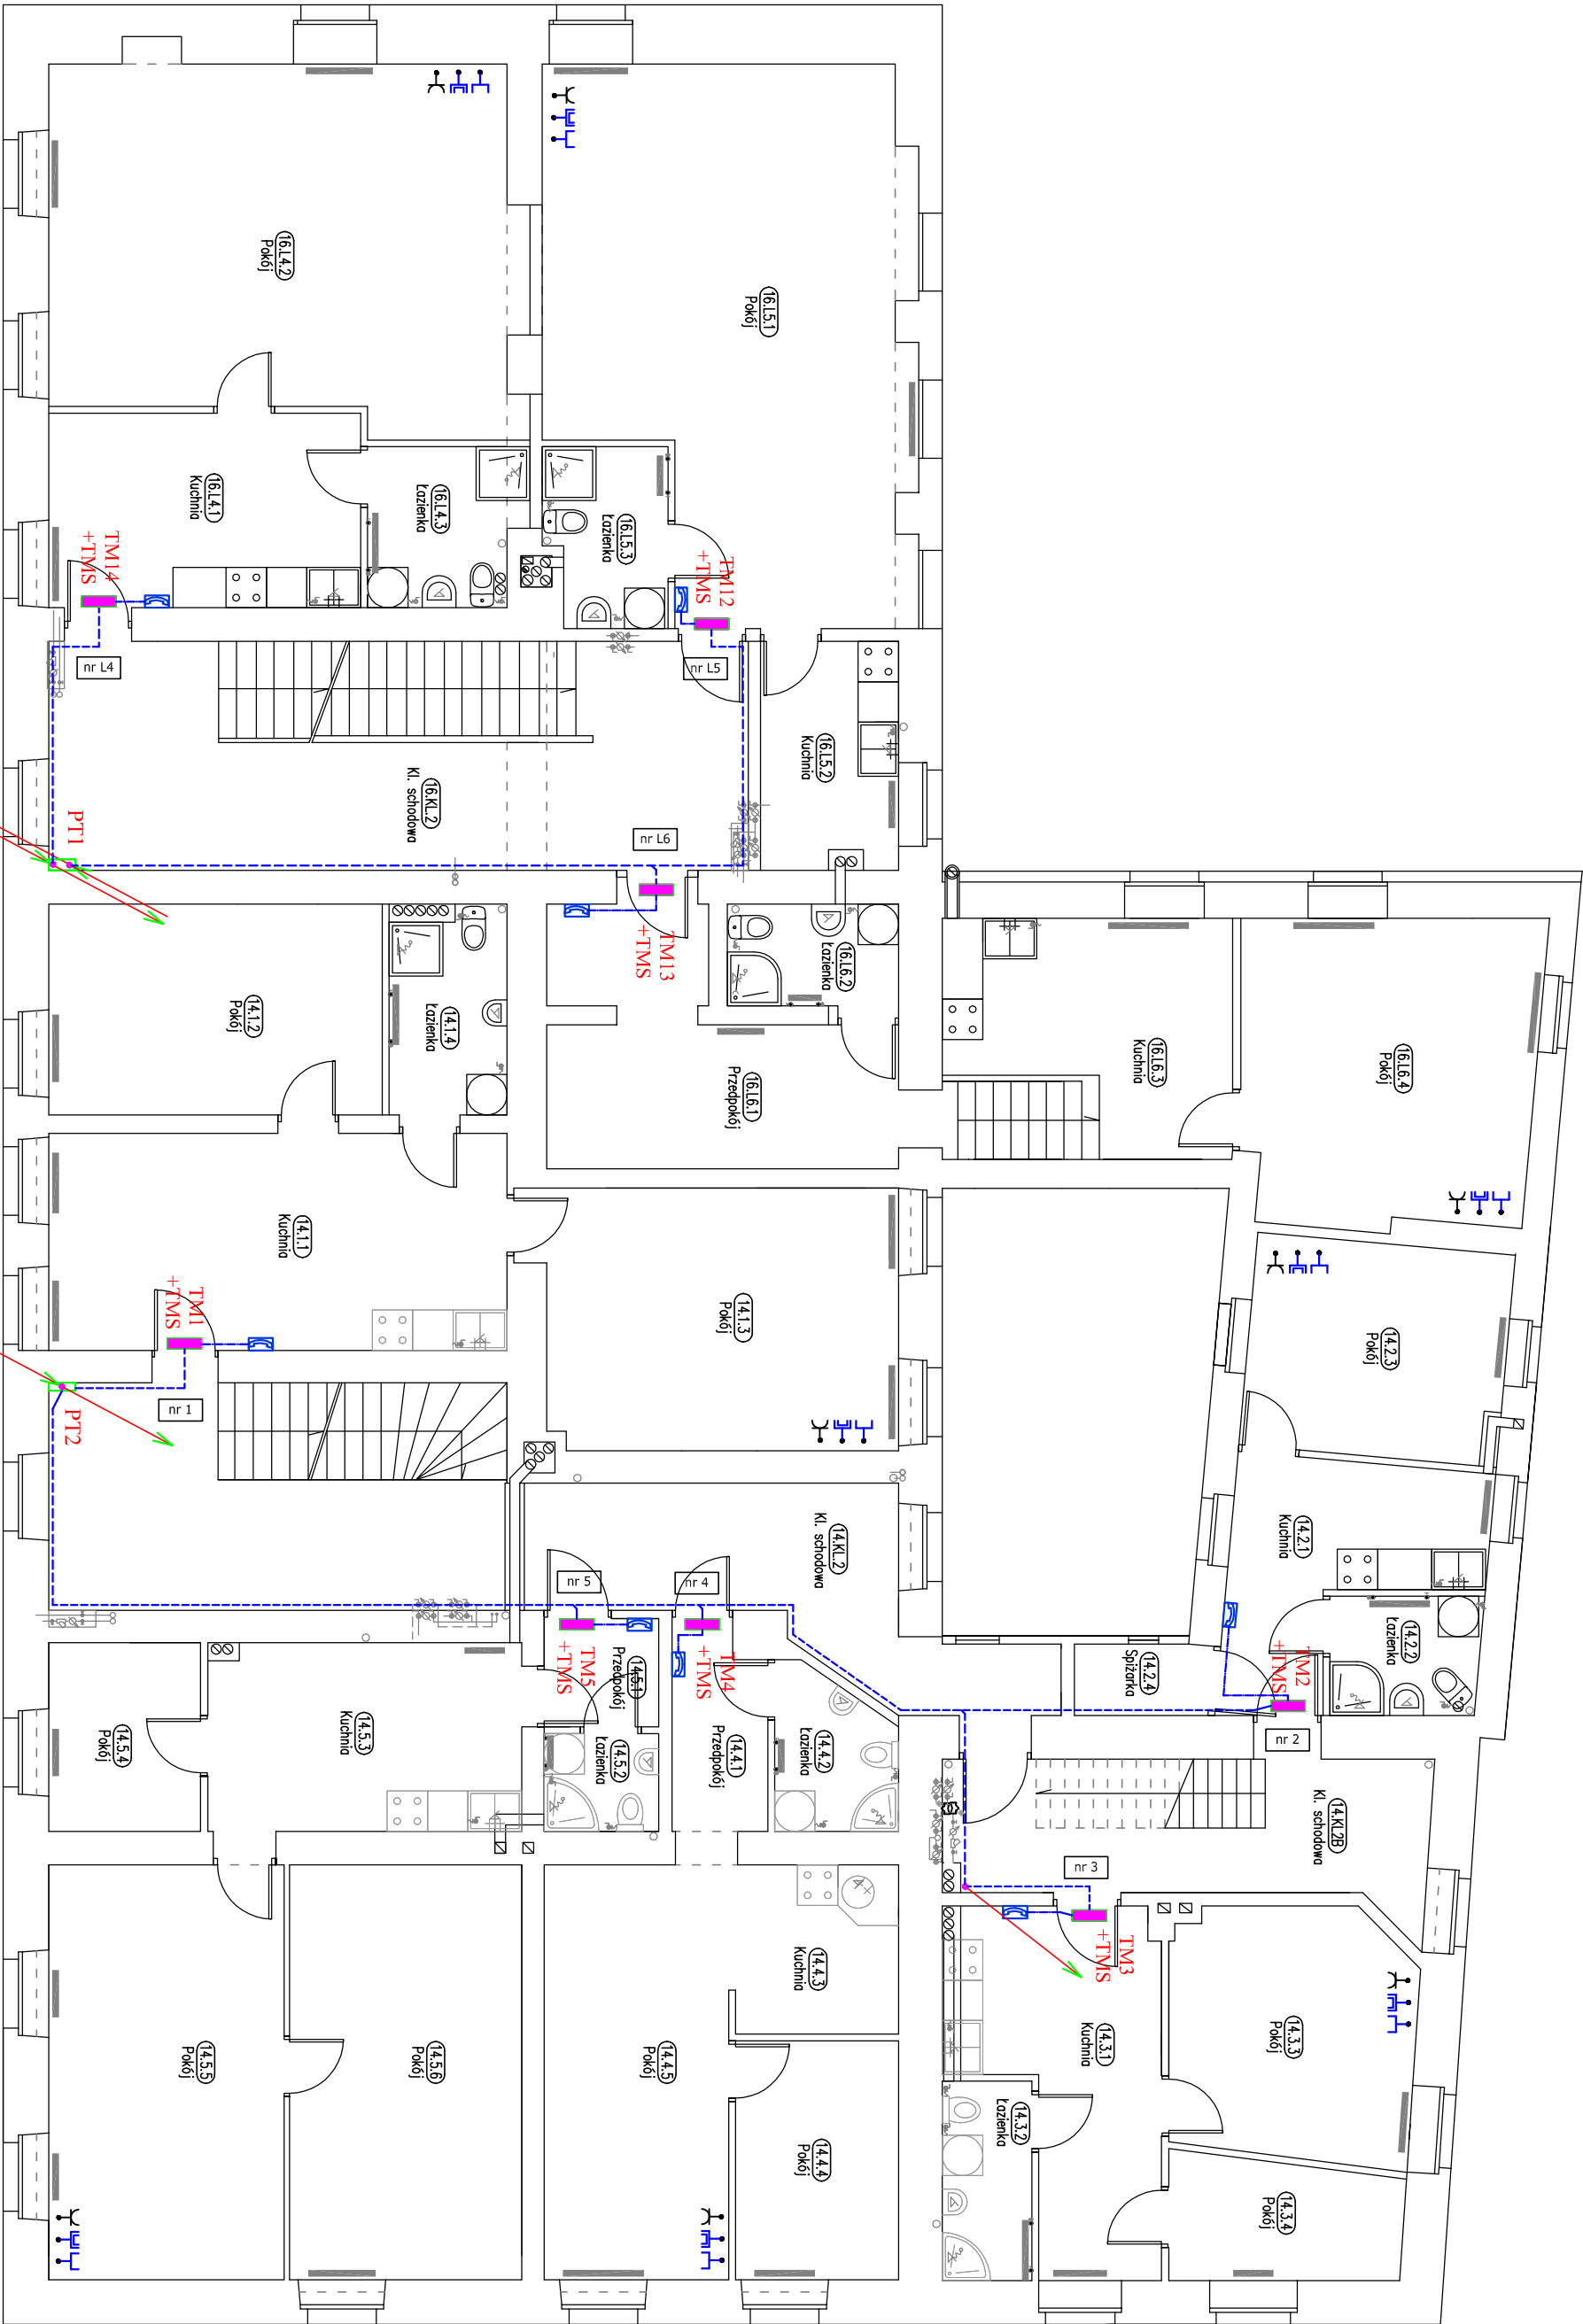 16.L4.2
Pokój
16.L5.1
Pokój
16.L4.1
Kuchnia
16.L4.3
Łazienka
16.L5.3
Łazienka
TM14
+TMS
TM12
+TMS
nr L4
nr L5
16.KL.2
Kl. schodowa
16.L5.2
Kuchnia
PT1
nr L6
TM13
+TMS
16.L6.2
Łazienka
14.1.2
Pokój
14.1.4
Łazienka
16.L6.1
Przedpokój
16.L6.3
Kuchnia
16.L6.4
Pokój
14.1.1
Kuchnia
TM1
+TMS
14.1.3
Pokój
14.2.3
Pokój
nr 1
PT2
14.KL.2
Kl. schodowa
14.2.1
Kuchnia
nr 5
nr 4
14.2.2
Łazienka
TM5
+TMS
14.5.1
Przedpokój
TM4
+TMS
14.2.4
Spiżarka
TM2
+TMS
nr 2
14.5.4
Pokój
14.5.3
Kuchnia
14.5.2
Łazienka
14.4.1
Przedpokój
14.4.2
Łazienka
14.KL2B
Kl. schodowa
nr 3
TM3
+TMS
14.4.3
Kuchnia
14.3.1
Kuchnia
14.3.3
Pokój
14.5.5
Pokój
14.5.6
Pokój
14.4.5
Pokój
14.4.4
Pokój
14.3.2
Łazienka
14.3.4
Pokój